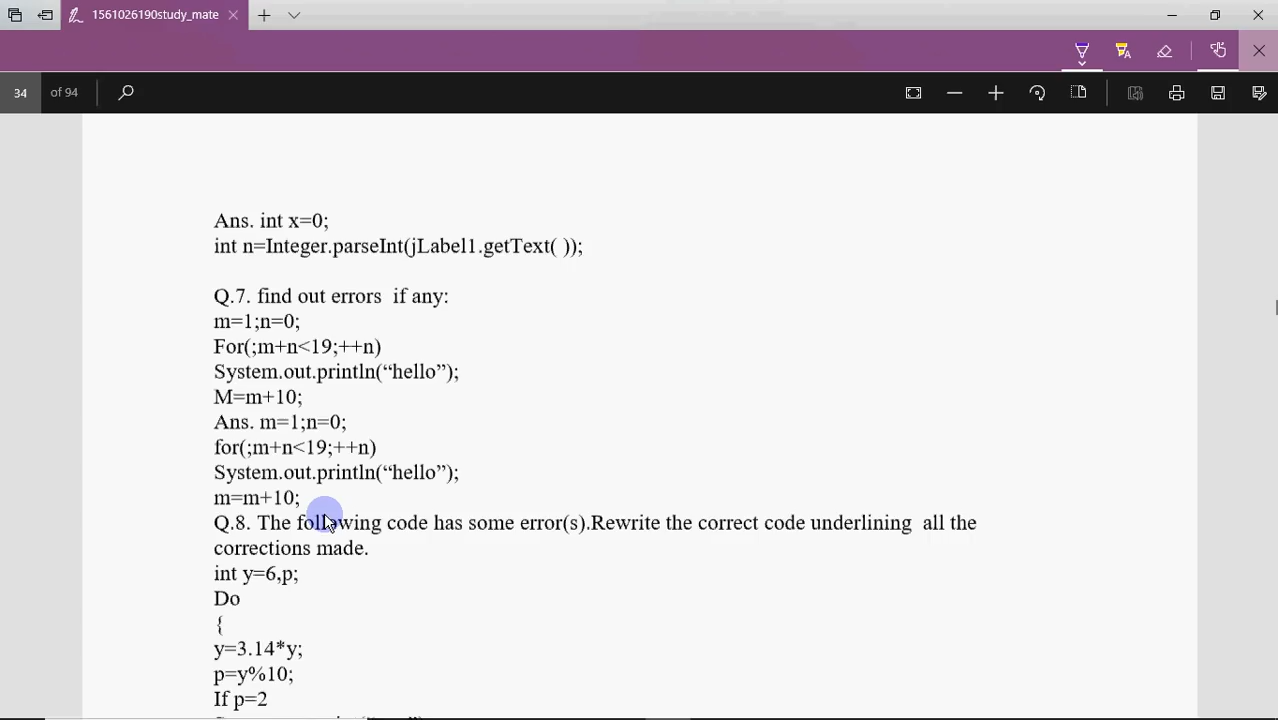 1561026190study_mate
34 of 94
Ans. int x=0;
int n=Integer.parseInt(jLabel1.getText( ));
Q.7. find out errors  if any:
m=1;n=0;
For(;m+n<19;++n)
System.out.println(“hello”);
M=m+10;
Ans. m=1;n=0;
for(;m+n<19;++n)
System.out.println(“hello”);
m=m+10;
Q.8. The following code has some error(s).Rewrite the correct code underlining  all the
corrections made.
int y=6,p;
Do
{
y=3.14*y;
p=y%10;
If p=2